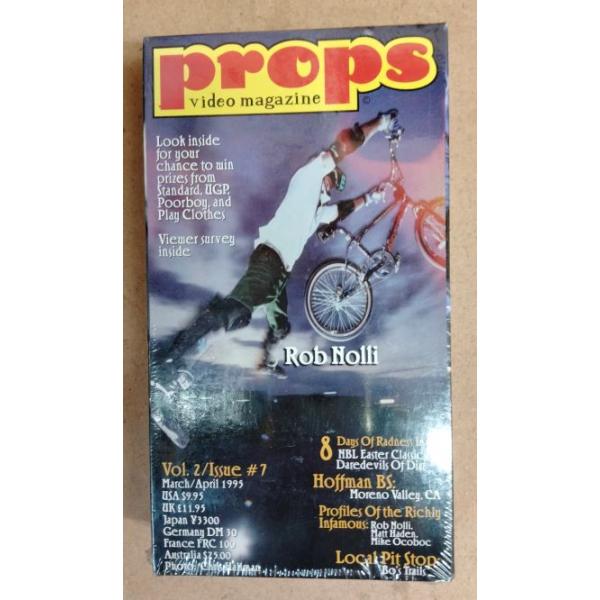 props
video magazine
©
Look inside
for your
chance to win
prizes from
Standard, UGP,
Poorboy, and
Play Clothes
Viewer survey
inside
Rob Nolli
Vol. 2/Issue #7
March/April 1995
USA $9.95
UK £11.95
Japan ¥3300
Germany DM 30
France FRC 100
Australia $25.00
Photo:
8 Days Of Radness
NBL Easter Classic
Daredevils Of Dirt
Hoffman BS:
Moreno Valley, CA
Profiles Of the Richly
Infamous: Rob Nolli,
Matt Haden,
Mike Ocoboc
Local Pit Stop:
Bo's Trails